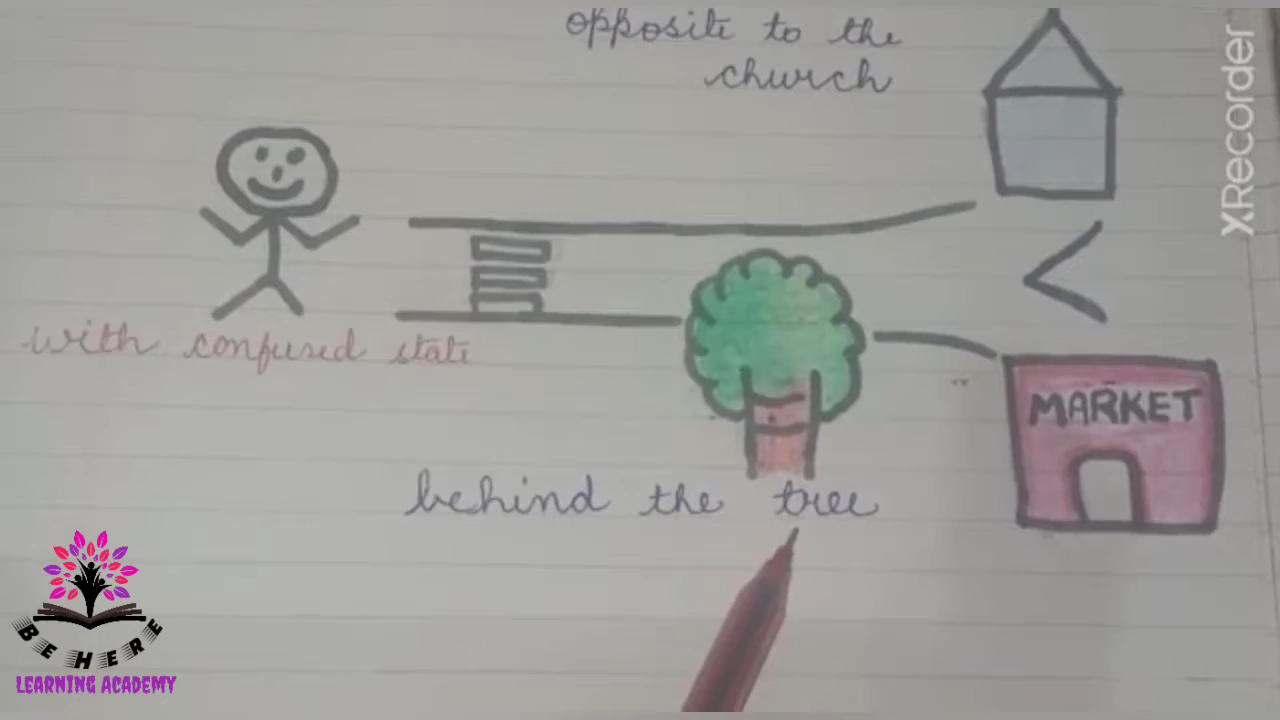 opposite to the
church
XRecorder
with confused state
MARKET
behind the tree
BE HERE
LEARNING ACADEMY